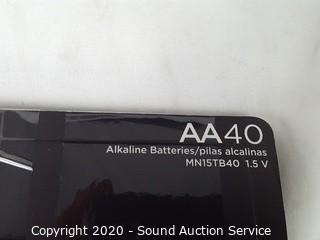 AA40
Alkaline Batteries/pilas alcalinas
MN15TB40 1.5 V
Copyright 2020 - Sound Auction Service